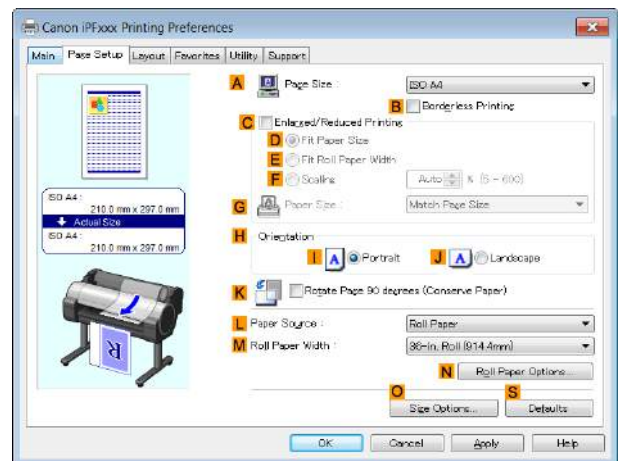 Canon iPFxxx Printing Preferences
Main Page Setup Layout Favorites Utility Support
A Page Size : ISO A4
B Borderless Printing
C Enlarged/Reduced Printing
D Fit Paper Size
E Fit Roll Paper Width
F Scaling Auto % (5 - 600)
ISO A4 :
210.0 mm x 297.0 mm
Actual Size
ISO A4 :
210.0 mm x 297.0 mm
G Paper Size : Match Page Size
H Orientation
I A Portrait J A Landscape
K Rotate Page 90 degrees (Conserve Paper)
L Paper Source : Roll Paper
M Roll Paper Width : 36-in. Roll (914.4mm)
N Roll Paper Options...
O S
Size Options... Defaults
OK Cancel Apply Help